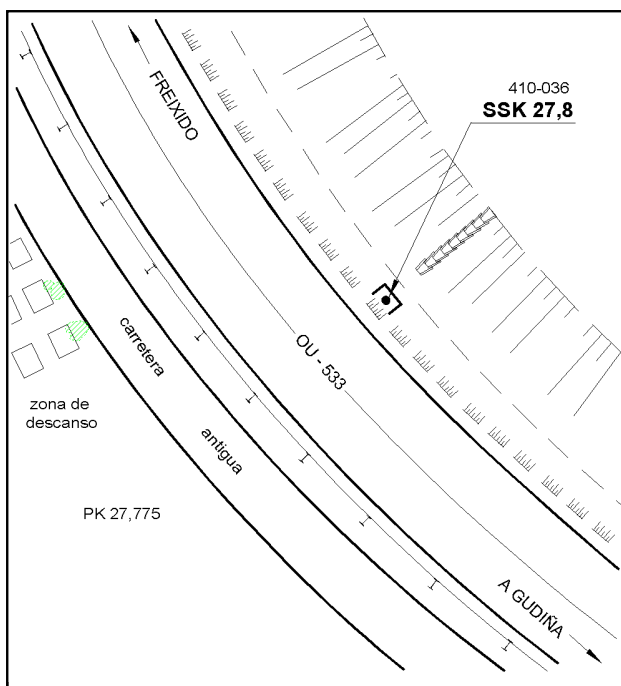 410-036
SSK 27,8
FREIXIDO
OU - 533
carretera
antigua
zona de
descanso
PK 27,775
A GUDIÑA